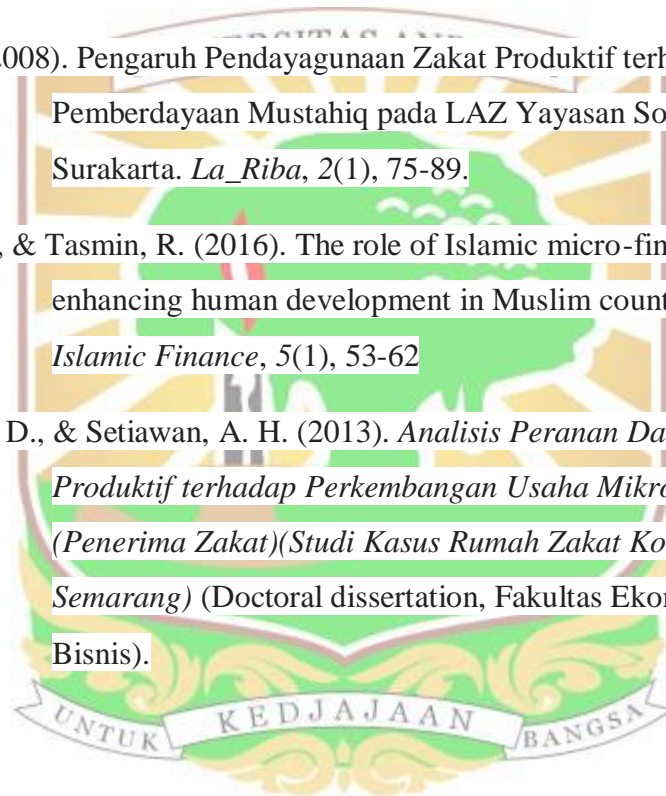 2008). Pengaruh Pendayagunaan Zakat Produktif terh
Pemberdayaan Mustahiq pada LAZ Yayasan So
Surakarta. La_Riba, 2(1), 75-89.
, & Tasmin, R. (2016). The role of Islamic micro-fin
enhancing human development in Muslim count
Islamic Finance, 5(1), 53-62
D., & Setiawan, A. H. (2013). Analisis Peranan Da
Produktif terhadap Perkembangan Usaha Mikro
(Penerima Zakat)(Studi Kasus Rumah Zakat Ko
Semarang) (Doctoral dissertation, Fakultas Ekon
Bisnis).
UNTUK KEDJAJAAN BANGSA